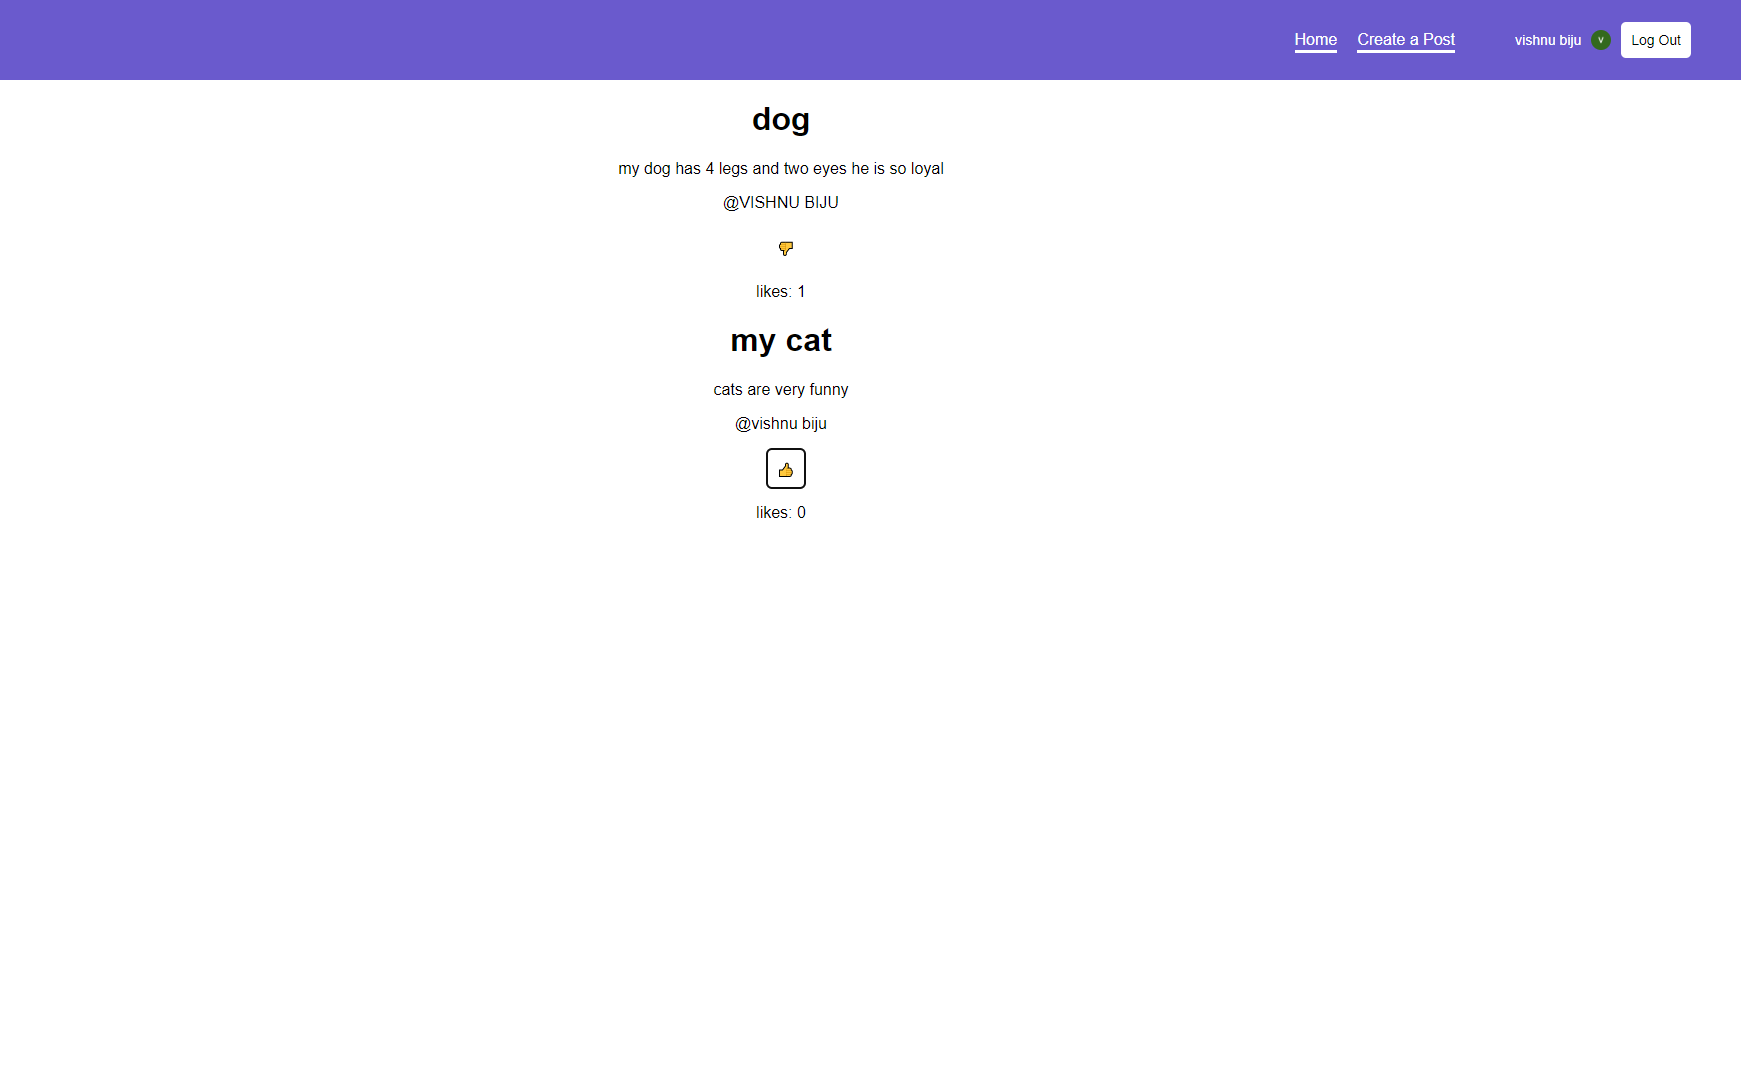 Home Create a Post vishnu biju v Log Out
dog
my dog has 4 legs and two eyes he is so loyal
@VISHNU BIJU
likes: 1
my cat
cats are very funny
@vishnu biju
likes: 0